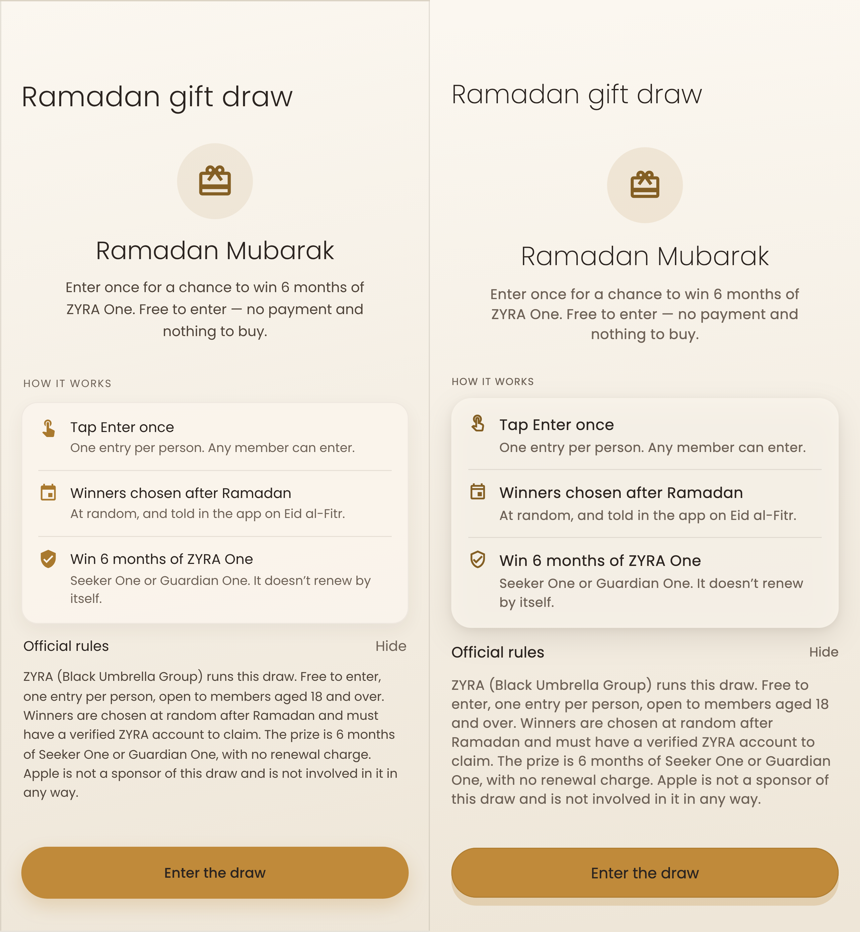 Ramadan gift draw
Ramadan Mubarak
Enter once for a chance to win 6 months of
ZYRA One. Free to enter — no payment and
nothing to buy.
HOW IT WORKS
Tap Enter once
One entry per person. Any member can enter.
Winners chosen after Ramadan
At random, and told in the app on Eid al-Fitr.
Win 6 months of ZYRA One
Seeker One or Guardian One. It doesn’t renew by
itself.
Official rules
Hide
ZYRA (Black Umbrella Group) runs this draw. Free to enter,
one entry per person, open to members aged 18 and over.
Winners are chosen at random after Ramadan and must
have a verified ZYRA account to claim. The prize is 6 months
of Seeker One or Guardian One, with no renewal charge.
Apple is not a sponsor of this draw and is not involved in it in
any way.
Enter the draw
Ramadan gift draw
Ramadan Mubarak
Enter once for a chance to win 6 months of
ZYRA One. Free to enter — no payment and
nothing to buy.
HOW IT WORKS
Tap Enter once
One entry per person. Any member can enter.
Winners chosen after Ramadan
At random, and told in the app on Eid al-Fitr.
Win 6 months of ZYRA One
Seeker One or Guardian One. It doesn’t renew
by itself.
Official rules
Hide
ZYRA (Black Umbrella Group) runs this draw. Free to
enter, one entry per person, open to members aged 18
and over. Winners are chosen at random after
Ramadan and must have a verified ZYRA account to
claim. The prize is 6 months of Seeker One or Guardian
One, with no renewal charge. Apple is not a sponsor of
this draw and is not involved in it in any way.
Enter the draw